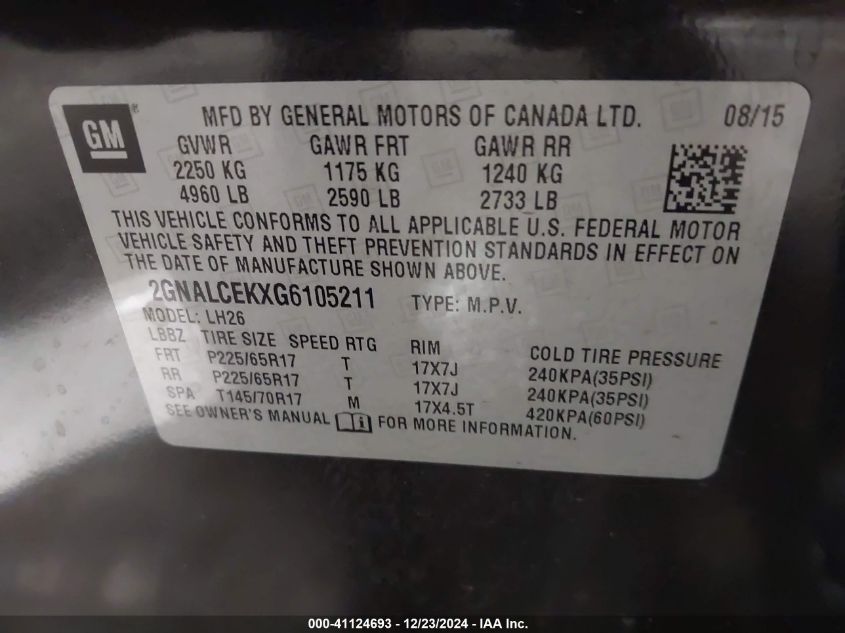 GM ® MFD BY GENERAL MOTORS OF CANADA LTD. 08/15
GVWR GAWR FRT GAWR RR
2250 KG 1175 KG 1240 KG
4960 LB 2590 LB 2733 LB
THIS VEHICLE CONFORMS TO ALL APPLICABLE U.S. FEDERAL MOTOR
VEHICLE SAFETY AND THEFT PREVENTION STANDARDS IN EFFECT ON
THE DATE OF MANUFACTURE SHOWN ABOVE.
2GNALCEKXG6105211 TYPE: M.P.V.
MODEL: LH26
LBBZ TIRE SIZE SPEED RTG RIM COLD TIRE PRESSURE
FRT P225/65R17 T 17X7J 240KPA(35PSI)
RR P225/65R17 T 17X7J 240KPA(35PSI)
SPA T145/70R17 M 17X4.5T 420KPA(60PSI)
SEE OWNER'S MANUAL i FOR MORE INFORMATION.
000-41124693 - 12/23/2024 - IAA Inc.